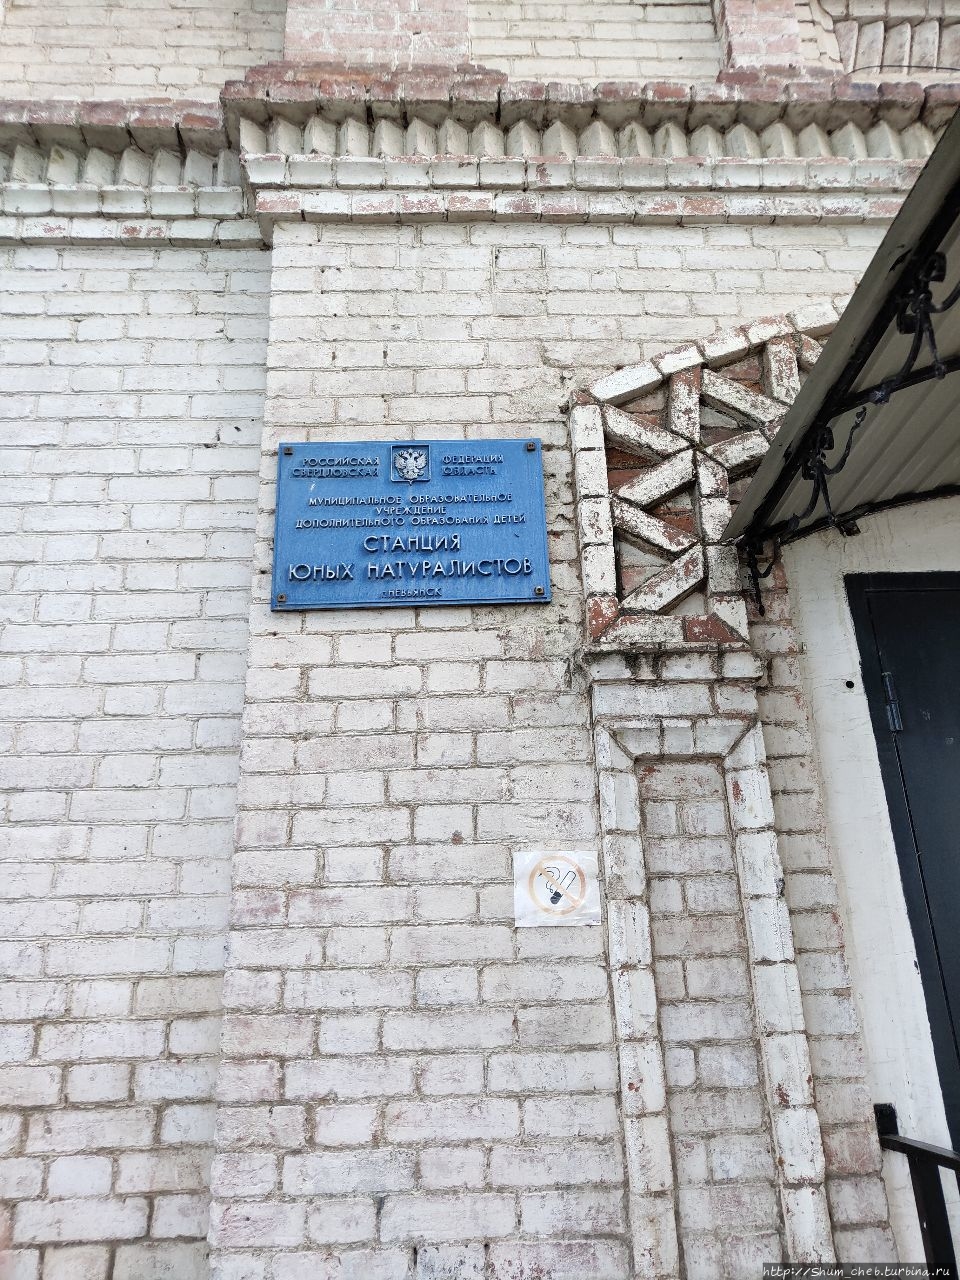 РОССИЙСКАЯ ФЕДЕРАЦИЯ
СВЕРДЛОВСКАЯ ОБЛАСТЬ
МУНИЦИПАЛЬНОЕ ОБРАЗОВАТЕЛЬНОЕ
УЧРЕЖДЕНИЕ
ДОПОЛНИТЕЛЬНОГО ОБРАЗОВАНИЯ ДЕТЕЙ
СТАНЦИЯ
ЮНЫХ НАТУРАЛИСТОВ
г.НЕВЬЯНСК
http://Shum_cheb.turbina.ru